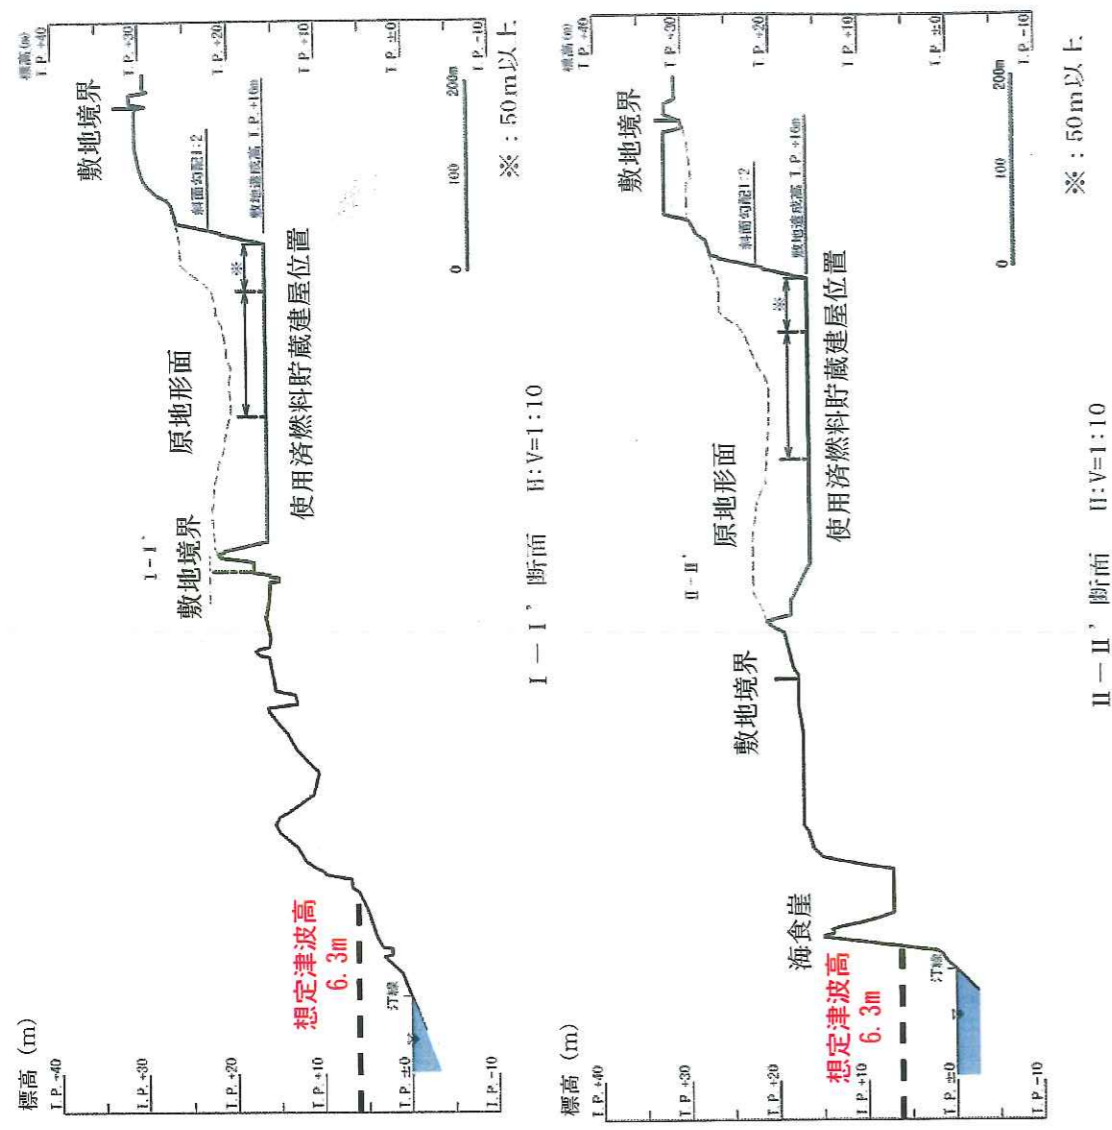 標高 (m)
T.P.+40
T.P.+30
T.P.+20
T.P.+10
T.P.±0
T.P.-10
想定津波高
6.3m
汀線
I-I'
敷地境界
原地形面
使用済燃料貯蔵建屋位置
※
斜面勾配1:2
敷地造成高 T.P.+16m
敷地境界
標高(m)
T.P.+40
T.P.+30
T.P.+20
T.P.+10
T.P.±0
T.P.-10
0 100 200m
※:50m以上
I-I'断面 H:V=1:10
標高 (m)
T.P.+40
T.P.+30
T.P.+20
T.P.+10
T.P.±0
T.P.-10
想定津波高
6.3m
汀線
海食崖
敷地境界
II-II'
原地形面
使用済燃料貯蔵建屋位置
※
斜面勾配1:2
敷地造成高 T.P.+16m
敷地境界
標高(m)
T.P.+40
T.P.+30
T.P.+20
T.P.+10
T.P.±0
T.P.-10
0 100 200m
※:50m以上
II-II'断面 H:V=1:10